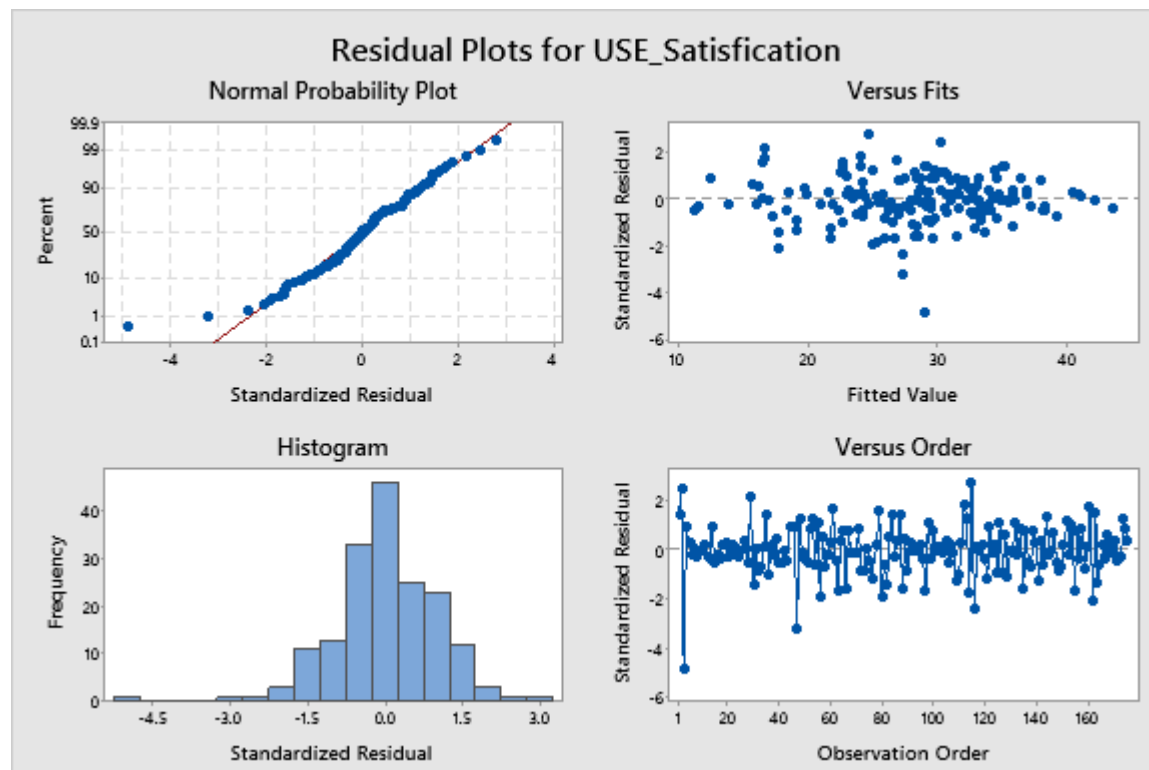 Residual Plots for USE_Satisfication
Normal Probability Plot
99.9
99
90
50
10
1
0.1
Percent
-4 -2 0 2 4
Standardized Residual
Versus Fits
2
0
-2
-4
-6
Standardized Residual
10 20 30 40
Fitted Value
Histogram
40
30
20
10
0
Frequency
-4.5 -3.0 -1.5 0.0 1.5 3.0
Standardized Residual
Versus Order
2
0
-2
-4
-6
Standardized Residual
1 20 40 60 80 100 120 140 160
Observation Order